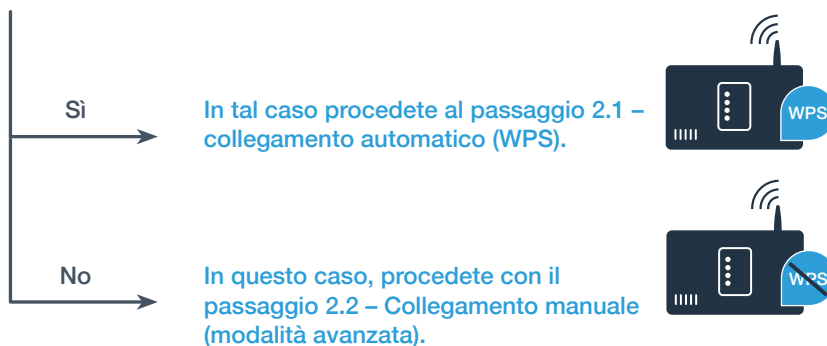 Sì
In tal caso procedete al passaggio 2.1 –
collegamento automatico (WPS).
WPS
No
In questo caso, procedete con il
passaggio 2.2 – Collegamento manuale
(modalità avanzata).
WPS